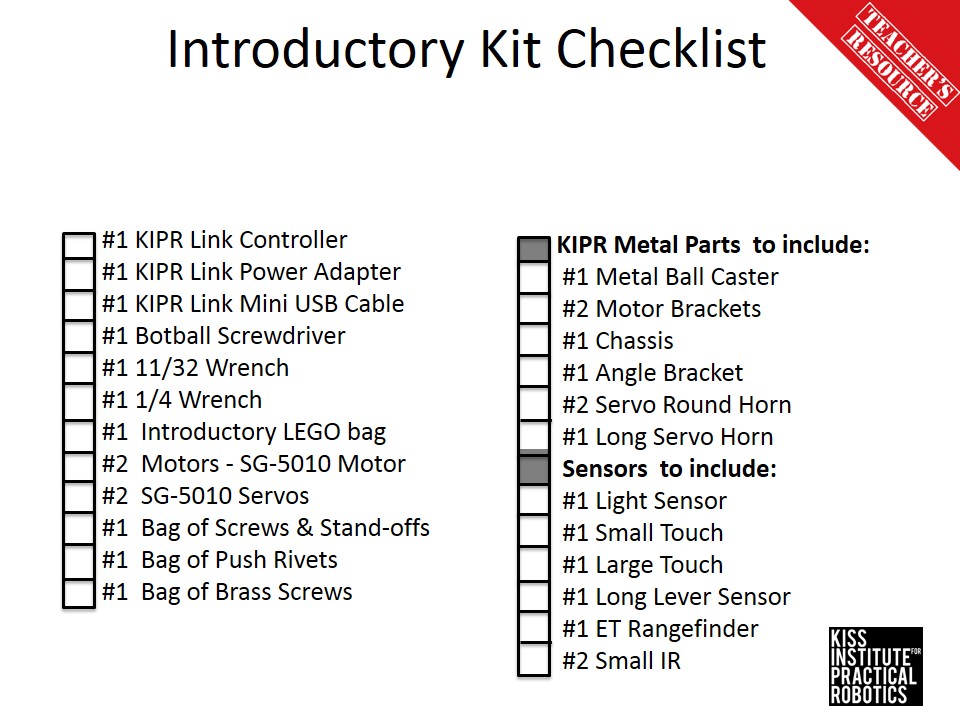 Introductory Kit Checklist
TEACHER'S
RESOURCE
#1 KIPR Link Controller
#1 KIPR Link Power Adapter
#1 KIPR Link Mini USB Cable
#1 Botball Screwdriver
#1 11/32 Wrench
#1 1/4 Wrench
#1 Introductory LEGO bag
#2 Motors - SG-5010 Motor
#2 SG-5010 Servos
#1 Bag of Screws & Stand-offs
#1 Bag of Push Rivets
#1 Bag of Brass Screws
KIPR Metal Parts to include:
#1 Metal Ball Caster
#2 Motor Brackets
#1 Chassis
#1 Angle Bracket
#2 Servo Round Horn
#1 Long Servo Horn
Sensors to include:
#1 Light Sensor
#1 Small Touch
#1 Large Touch
#1 Long Lever Sensor
#1 ET Rangefinder
#2 Small IR
KISS
INSTITUTE FOR
PRACTICAL
ROBOTICS